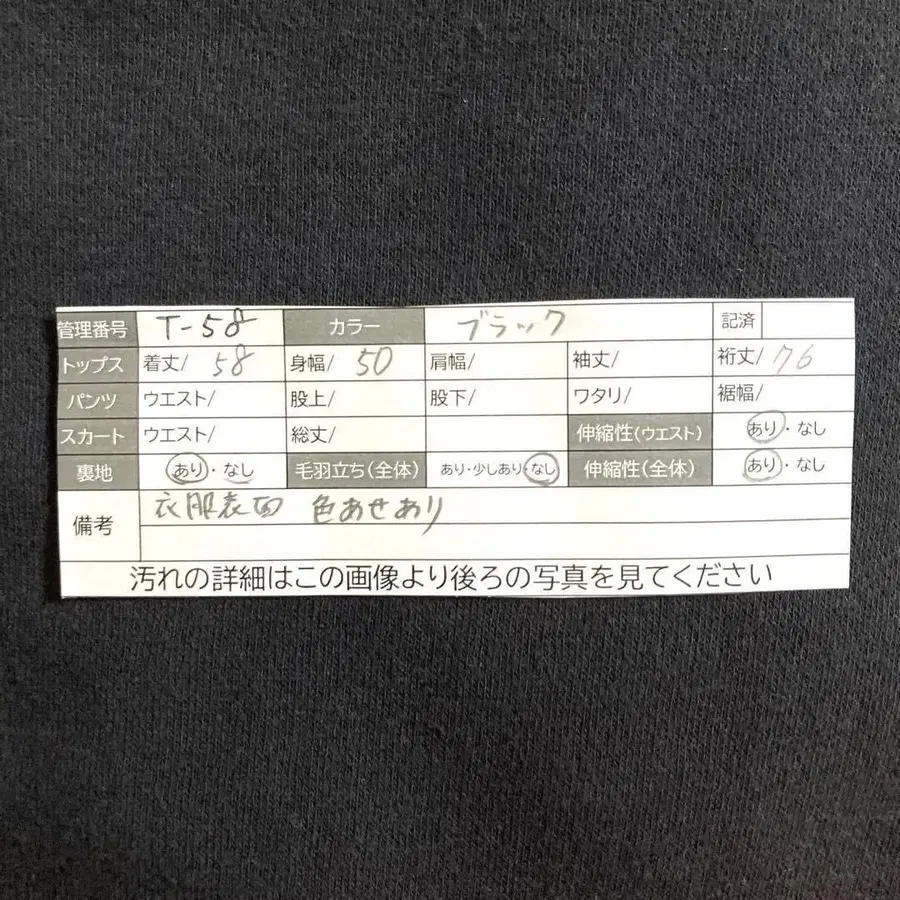 管理番号 T-58 カラー ブラック 記済
トップス 着丈/ 58 身幅/ 50 肩幅/ 袖丈/ 裄丈/ 76
パンツ ウエスト/ 股上/ 股下/ ワタリ/ 裾幅/
スカート ウエスト/ 総丈/ 伸縮性(ウエスト) あり・なし
裏地 あり・なし 毛羽立ち(全体) あり・少しあり・なし 伸縮性(全体) あり・なし
備考 衣服表面 色あせあり
汚れの詳細はこの画像より後ろの写真を見てください